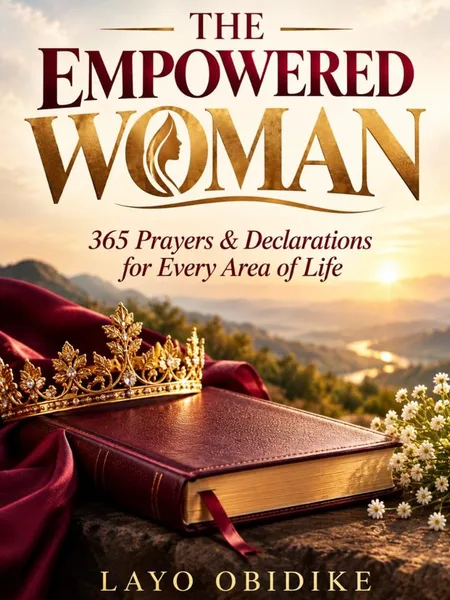 THE
EMPOWERED
WOMAN
365 Prayers & Declarations
for Every Area of Life
LAYO OBIDIKE